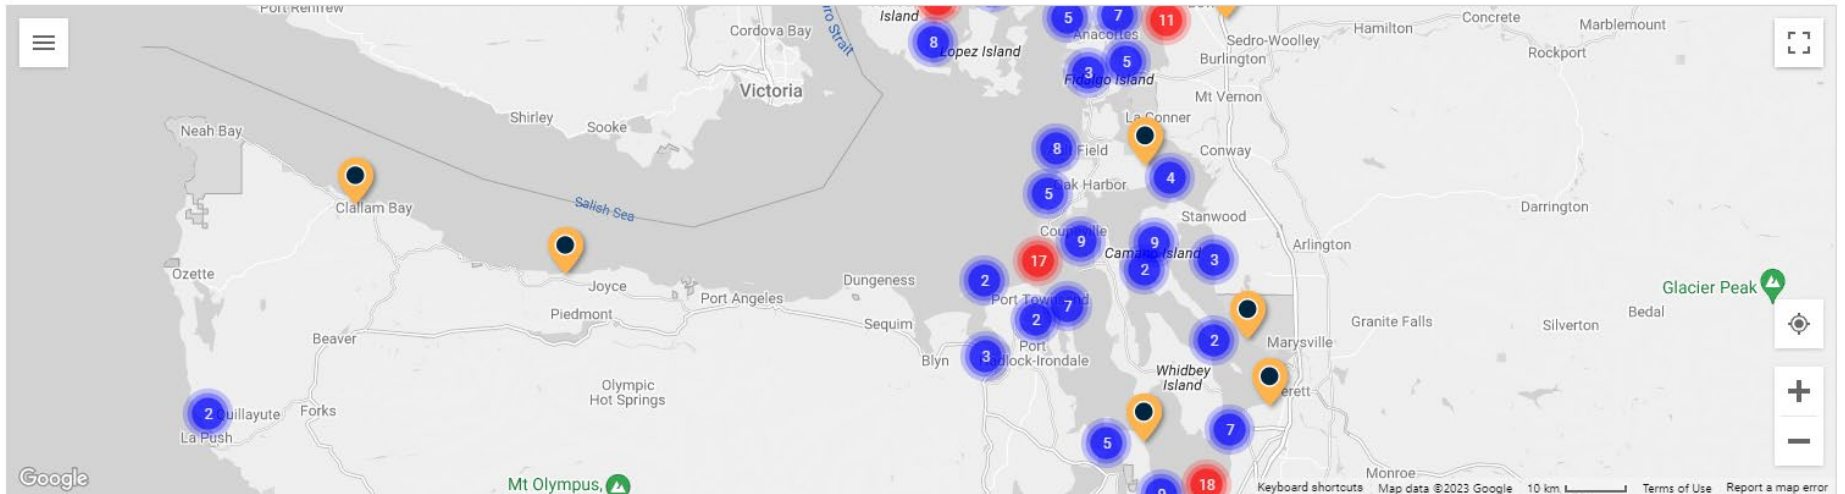 Port Renfrew
Island
5
7
11
Concrete
Marblemount
Cordova Bay
8
Lopez Island
Anacortes
Hamilton
Sedro-Woolley
Rockport
Burlington
3
5
Fidalgo Island
Victoria
Mt Vernon
Shirley
Sooke
La Conner
Neah Bay
8
Field
Conway
4
5
Oak Harbor
Clallam Bay
Salish Sea
Stanwood
Darrington
Coupeville
9
9
Arlington
17
Camano Island
3
2
Ozette
2
Dungeness
Joyce
Port Angeles
Port Townsend
7
Glacier Peak
Piedmont
Sequim
2
Granite Falls
Silverton
Bedal
Beaver
Blyn
3
Port
Hadlock-Irondale
2
Marysville
Whidbey
Island
Olympic
Hot Springs
Everett
2
Quillayute
Forks
La Push
5
7
Google
Mt Olympus,
9
18
Monroe
Keyboard shortcuts
Map data ©2023 Google
10 km
Terms of Use
Report a map error